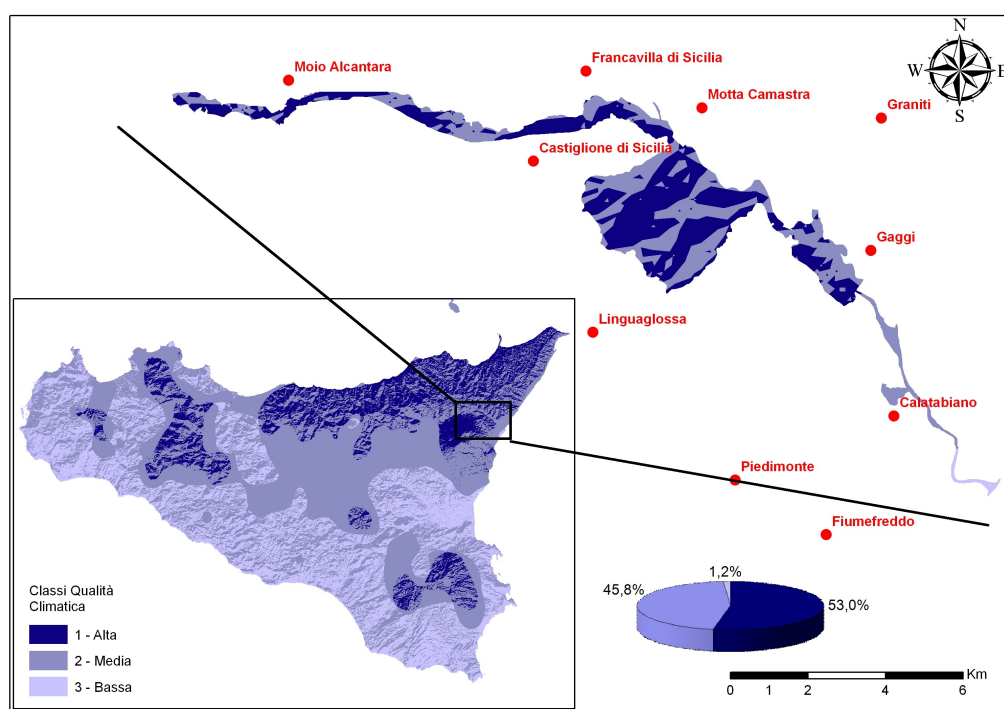 N
W
E
S
Moio Alcantara
Francavilla di Sicilia
Motta Camastra
Graniti
Castiglione di Sicilia
Gaggi
Linguaglossa
Calatabiano
Piedimonte
Fiumefreddo
Classi Qualità
Climatica
1 - Alta
2 - Media
3 - Bassa
1,2%
45,8%
53,0%
Km
0 1 2 4 6